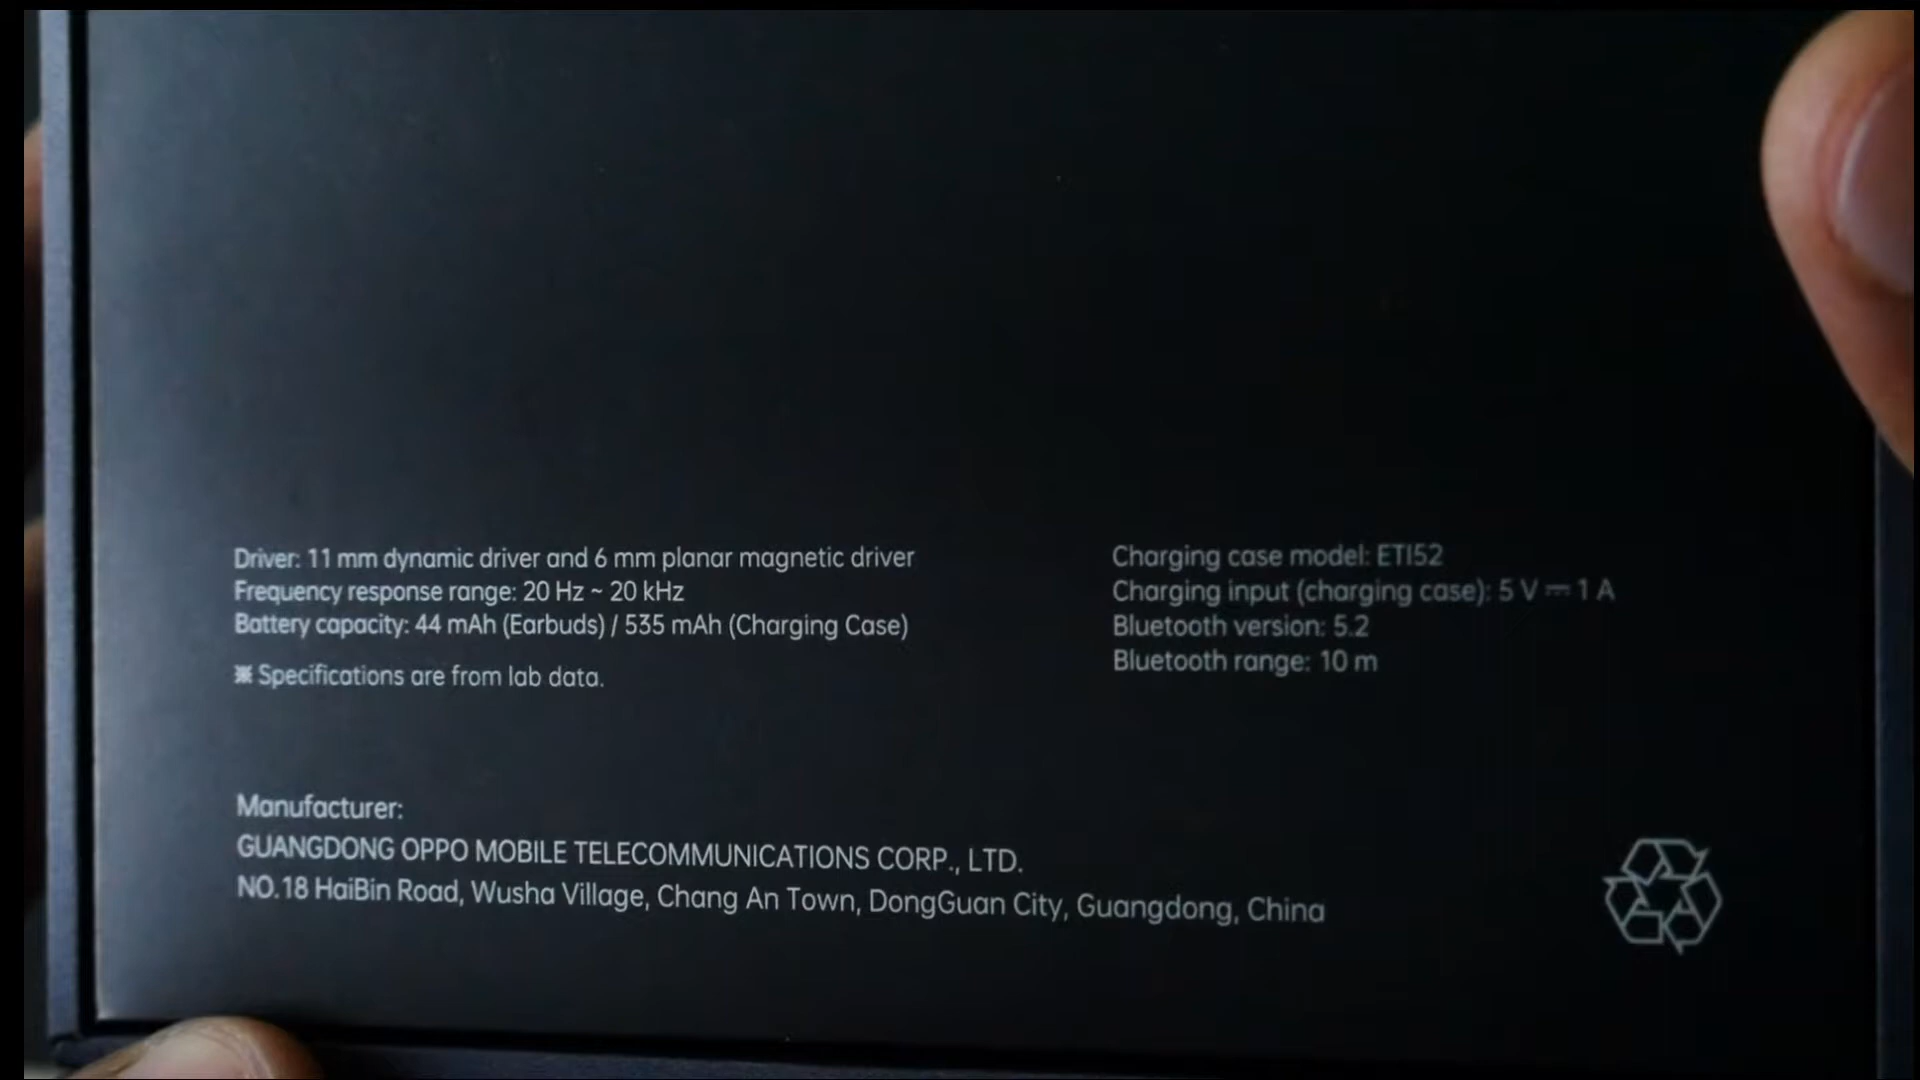 Driver: 11 mm dynamic driver and 6 mm planar magnetic driver
Frequency response range: 20 Hz ~ 20 kHz
Battery capacity: 44 mAh (Earbuds) / 535 mAh (Charging Case)
※ Specifications are from lab data.
Charging case model: ETI52
Charging input (charging case): 5 V ⎓ 1 A
Bluetooth version: 5.2
Bluetooth range: 10 m
Manufacturer:
GUANGDONG OPPO MOBILE TELECOMMUNICATIONS CORP., LTD.
NO.18 HaiBin Road, Wusha Village, Chang An Town, DongGuan City, Guangdong, China